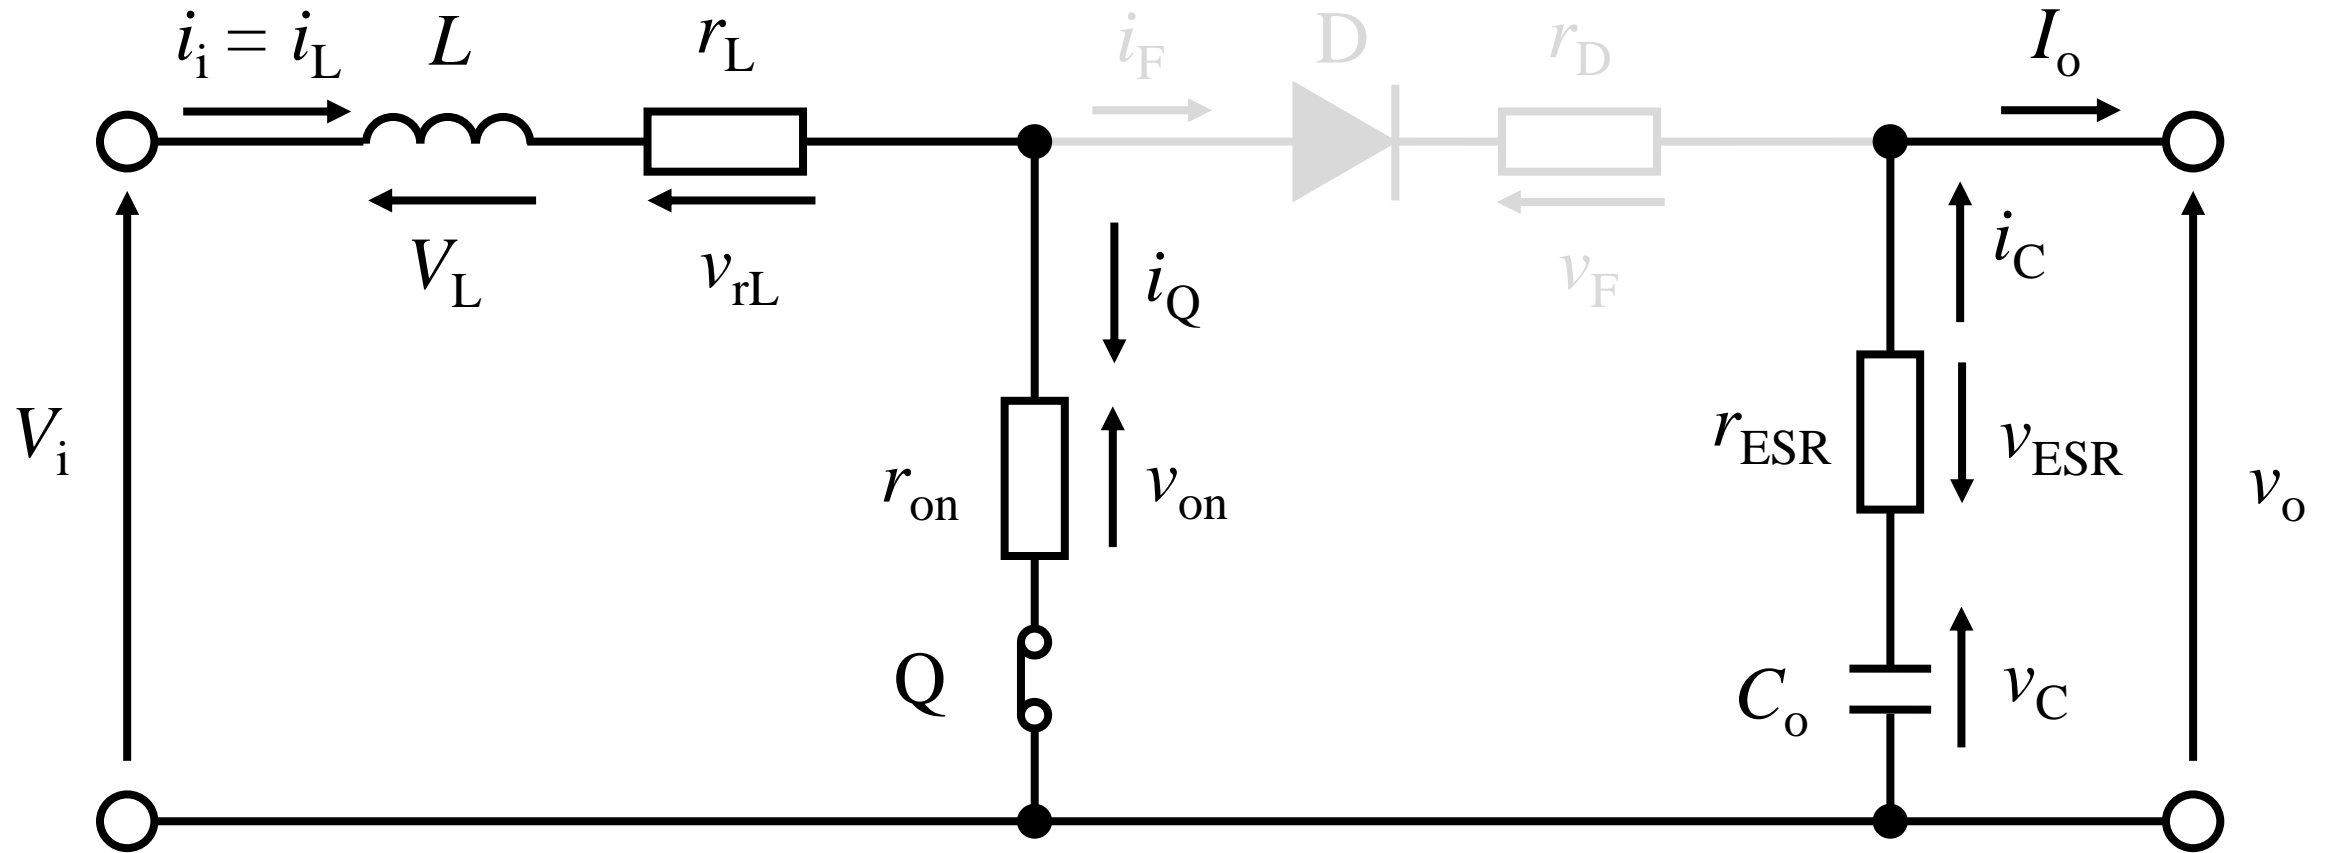 i_i = i_L
L
r_L
i_F
D
r_D
I_o
V_L
v_rL
i_Q
v_F
i_C
V_i
r_on
v_on
r_ESR
v_ESR
v_o
Q
C_o
v_C